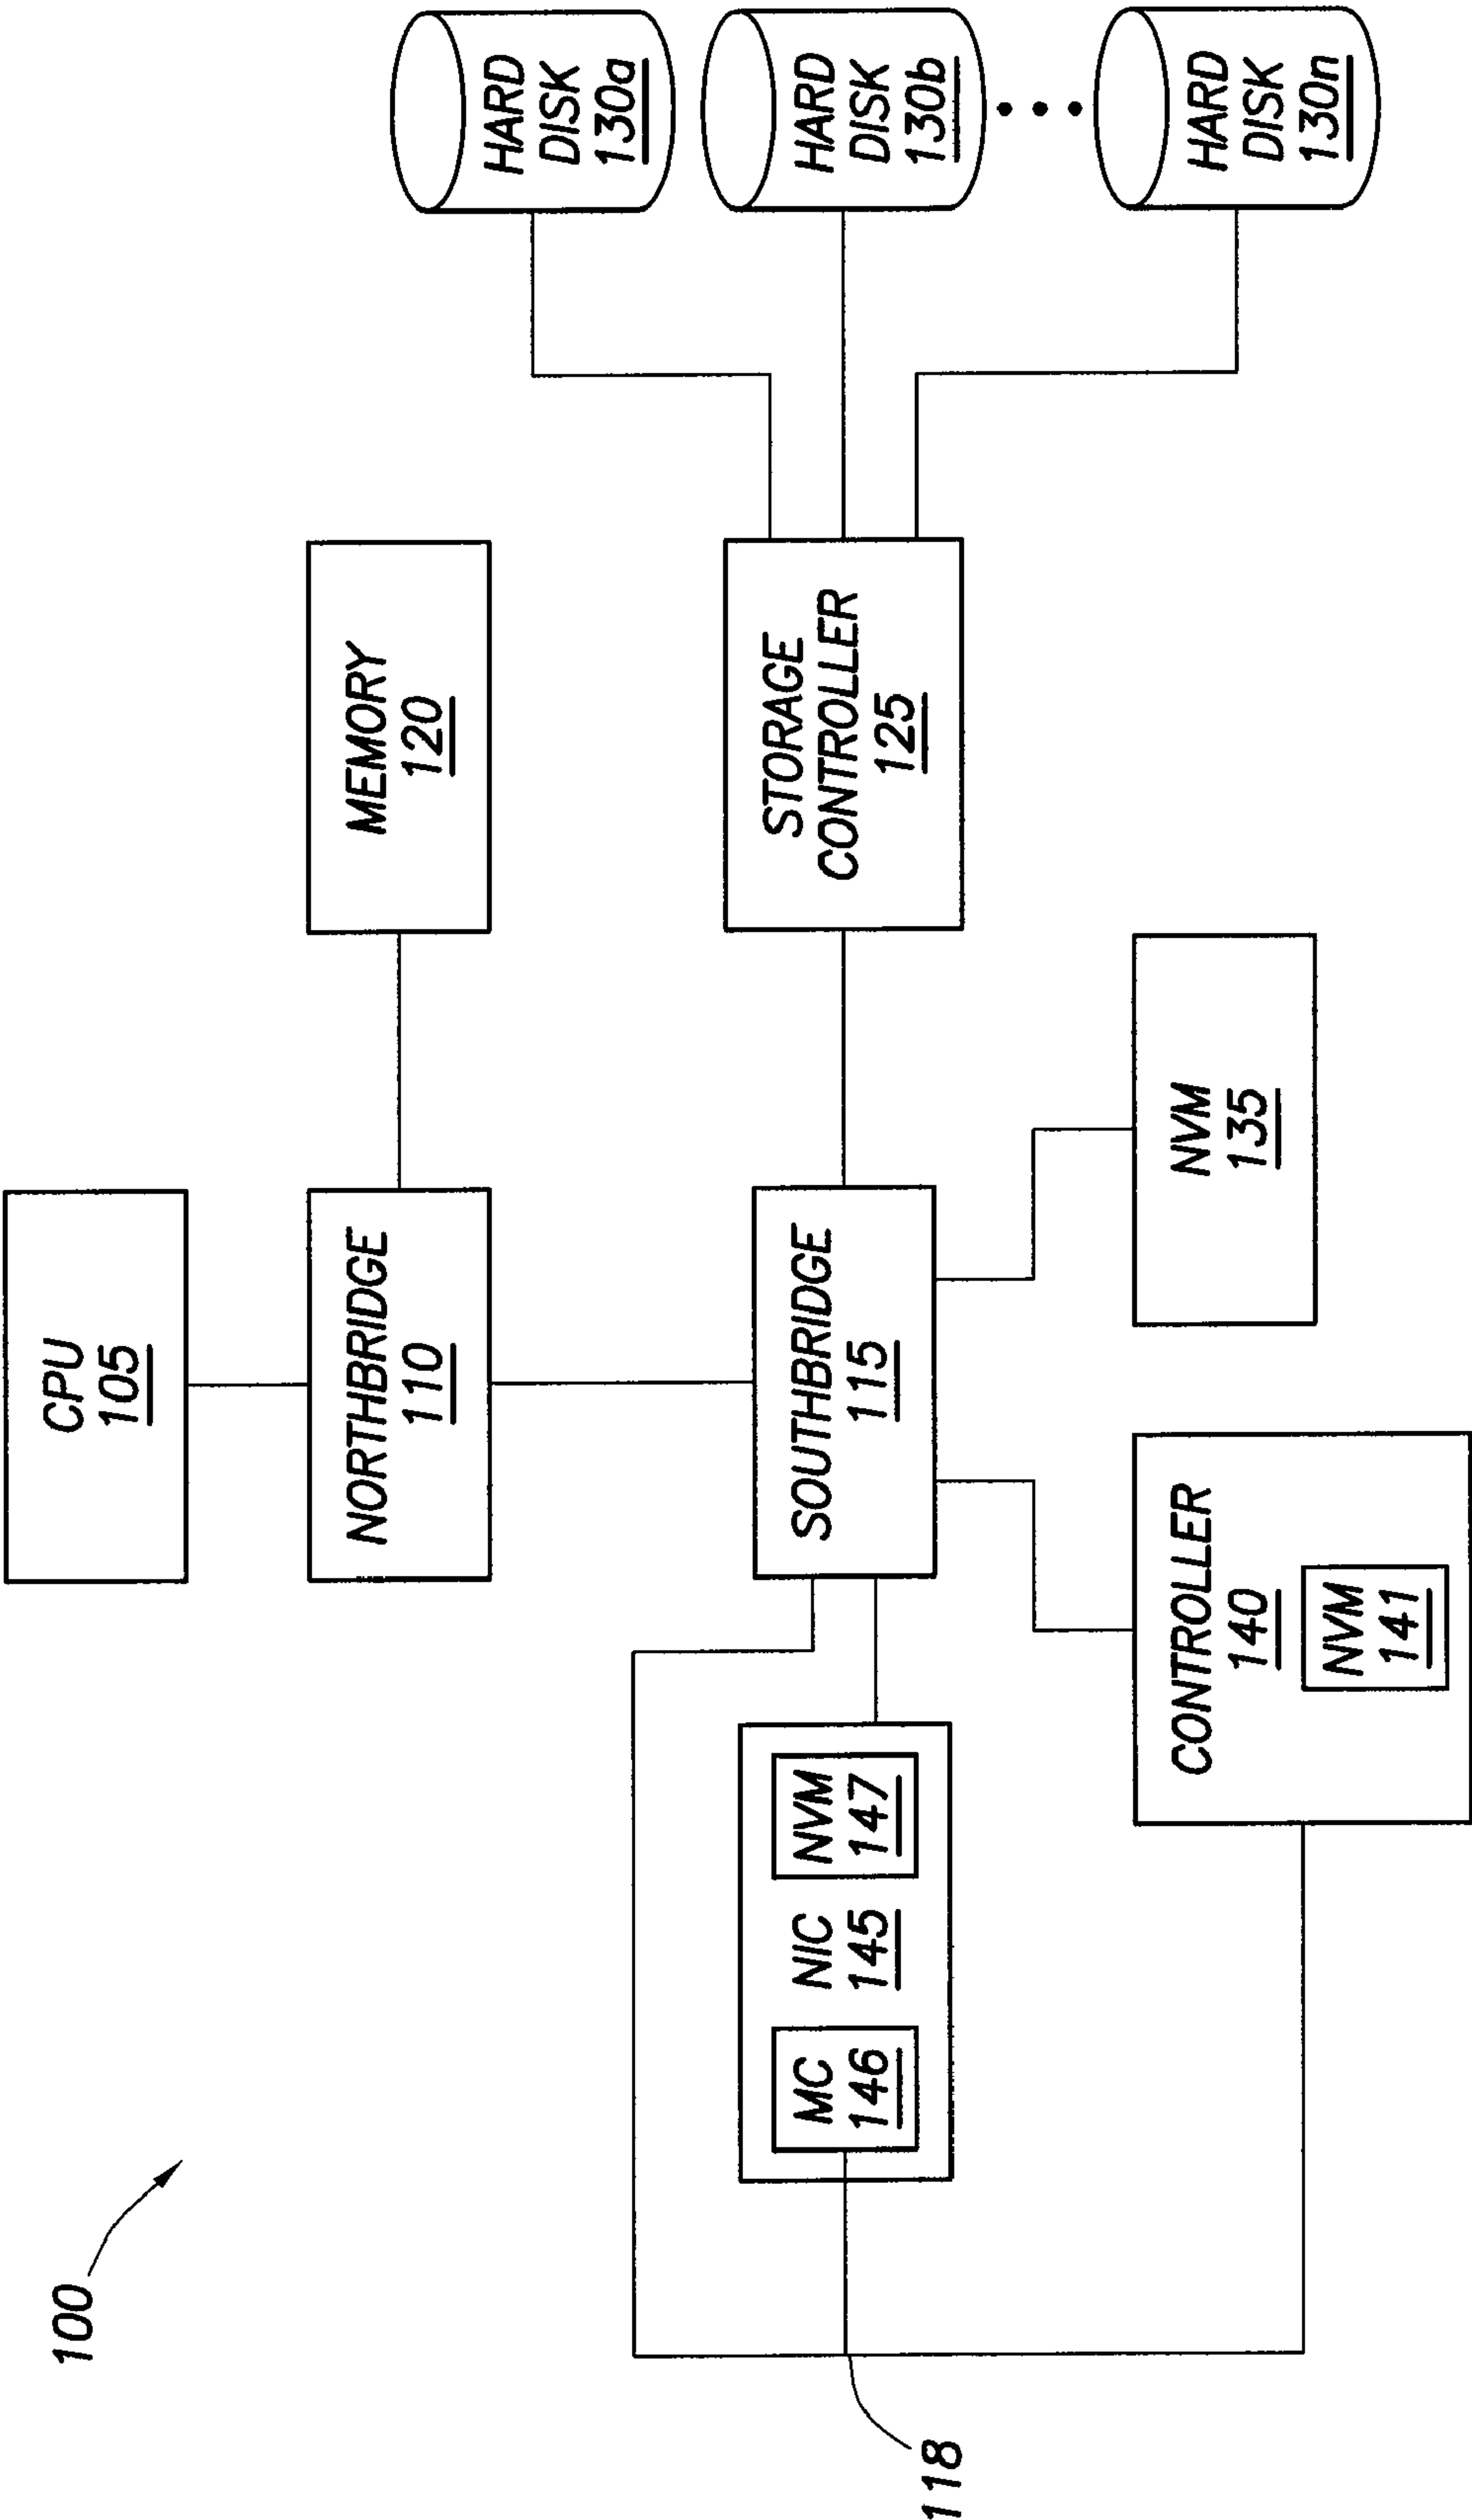 100
CPU
105
NORTHBRIDGE
110
MEMORY
120
HARD
DISK
130a
118
MC
146
NIC
145
NVM
147
SOUTHBRIDGE
115
STORAGE
CONTROLLER
125
HARD
DISK
130b
CONTROLLER
140
NVM
141
NVM
135
HARD
DISK
130n